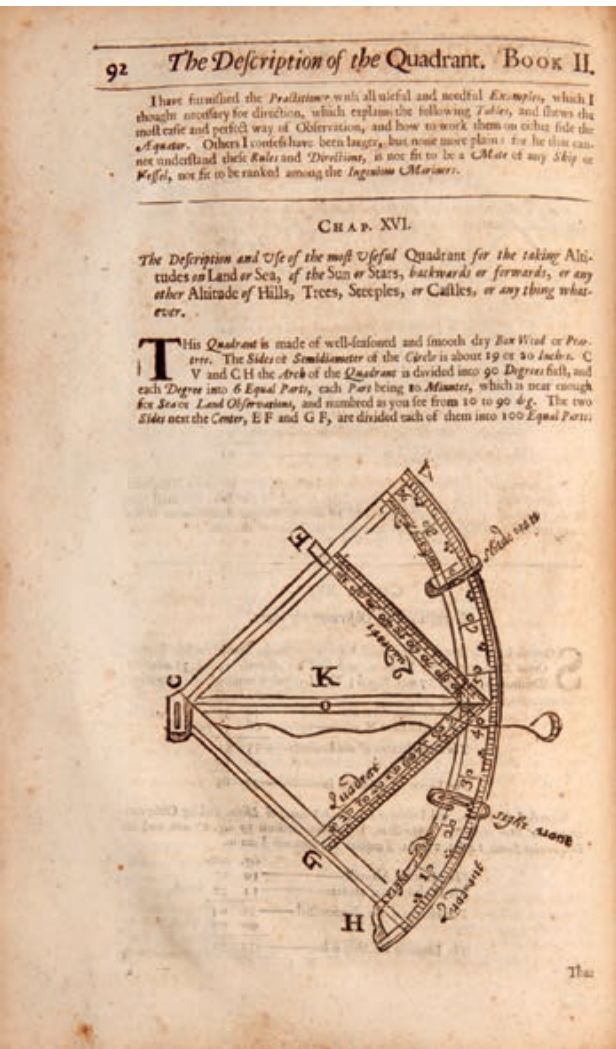 92 The Deſcription of the Quadrant. BOOK II.
I have furniſhed the Practitioner with all uſeful and needful Examples, which I
thought neceſſary for direction, which explains the following Tables, and ſhews the
moſt eaſie and perfect way of Obſervation, and how to work them on either ſide the
Æquator. Others I confeſs have been larger, but none more plain: for he that can-
not underſtand theſe Rules and Directions, is not fit to be a Mate of any Ship or
Veſſel, not fit to be ranked among the Ingenious Mariners.
CHAP. XVI.
The Deſcription and Uſe of the moſt Uſeful Quadrant for the taking Alti-
tudes on Land or Sea, of the Sun or Stars, backwards or forwards, or any
other Altitude of Hills, Trees, Steeples, or Caſtles, or any thing what-
ever.
THis Quadrant is made of well-ſeaſoned and ſmooth dry Box Wood or Pear-
tree. The Sides or Semidiameter of the Circle is about 19 or 20 Inches. C
V and C H the Arch of the Quadrant is divided into 90 Degrees firſt, and
each Degree into 6 Equal Parts, each Part being 10 Minutes, which is near enough
for Sea or Land Obſervations, and numbred as you ſee from 10 to 90 deg. The two
Sides next the Center, E F and G F, are divided each of them into 100 Equal Parts;
E
Quadrat
C
K
Quadrat
G
H
ſight vane
Quadrant